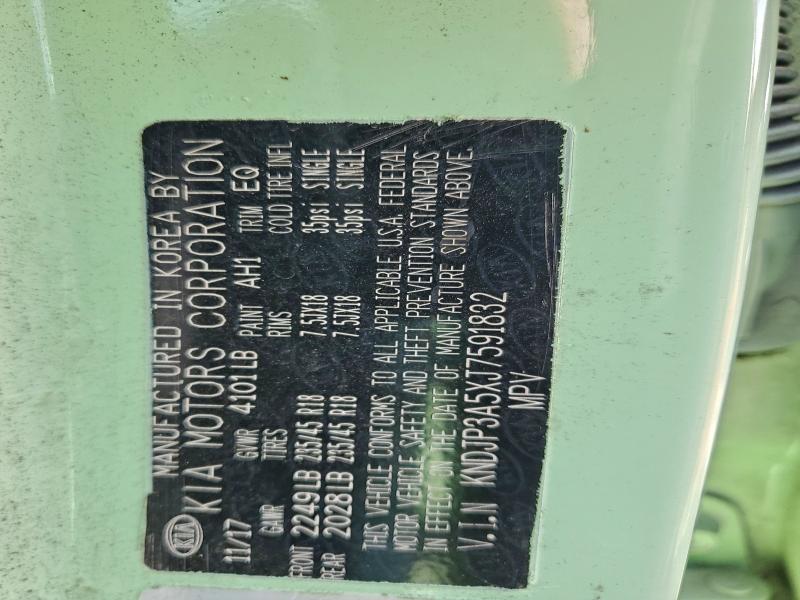 MANUFACTURED IN KOREA BY
KIA KIA MOTORS CORPORATION
11/17 GVWR 4101LB PAINT AH1 TRIM EQ
GAWR TIRES RIMS COLD TIRE INFL
FRONT 2249LB 235/45 R18 7.5JX18 35psi SINGLE
REAR 2028LB 235/45 R18 7.5JX18 35psi SINGLE
THIS VEHICLE CONFORMS TO ALL APPLICABLE U.S.A. FEDERAL
MOTOR VEHICLE SAFETY AND THEFT PREVENTION STANDARDS
IN EFFECT ON THE DATE OF MANUFACTURE SHOWN ABOVE.
V.I.N KNDJP3A5XJ7591832
MPV